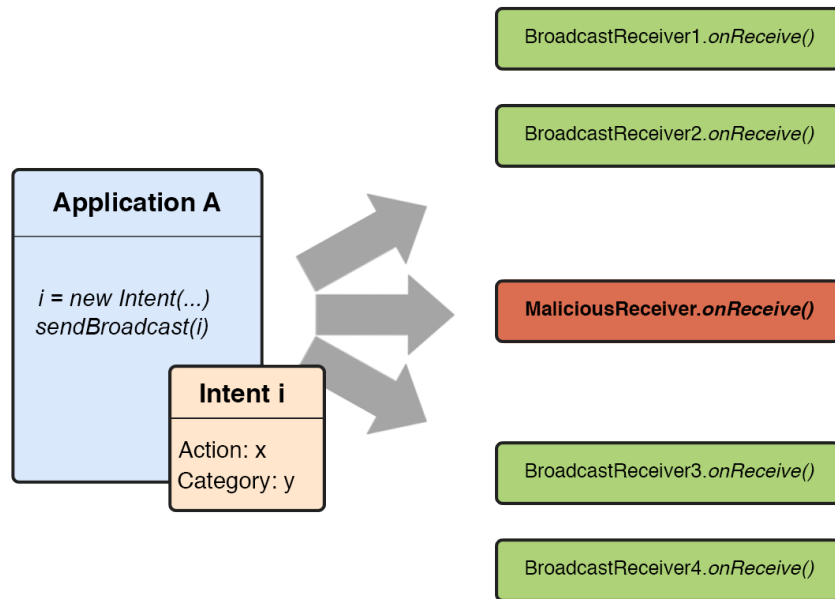 BroadcastReceiver1.onReceive()
BroadcastReceiver2.onReceive()
Application A
i = new Intent(...)
sendBroadcast(i)
MaliciousReceiver.onReceive()
Intent i
Action: x
Category: y
BroadcastReceiver3.onReceive()
BroadcastReceiver4.onReceive()